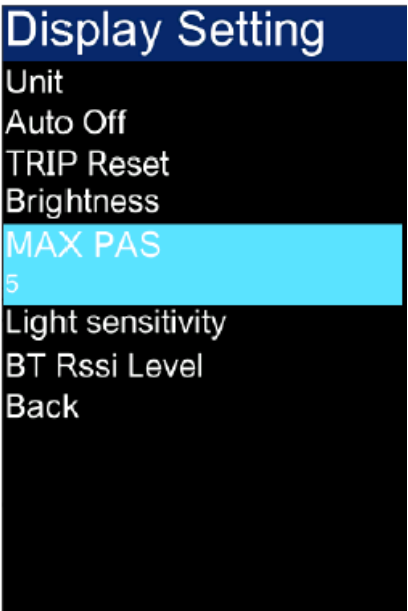 Display Setting
Unit
Auto Off
TRIP Reset
Brightness
MAX PAS
5
Light sensitivity
BT Rssi Level
Back